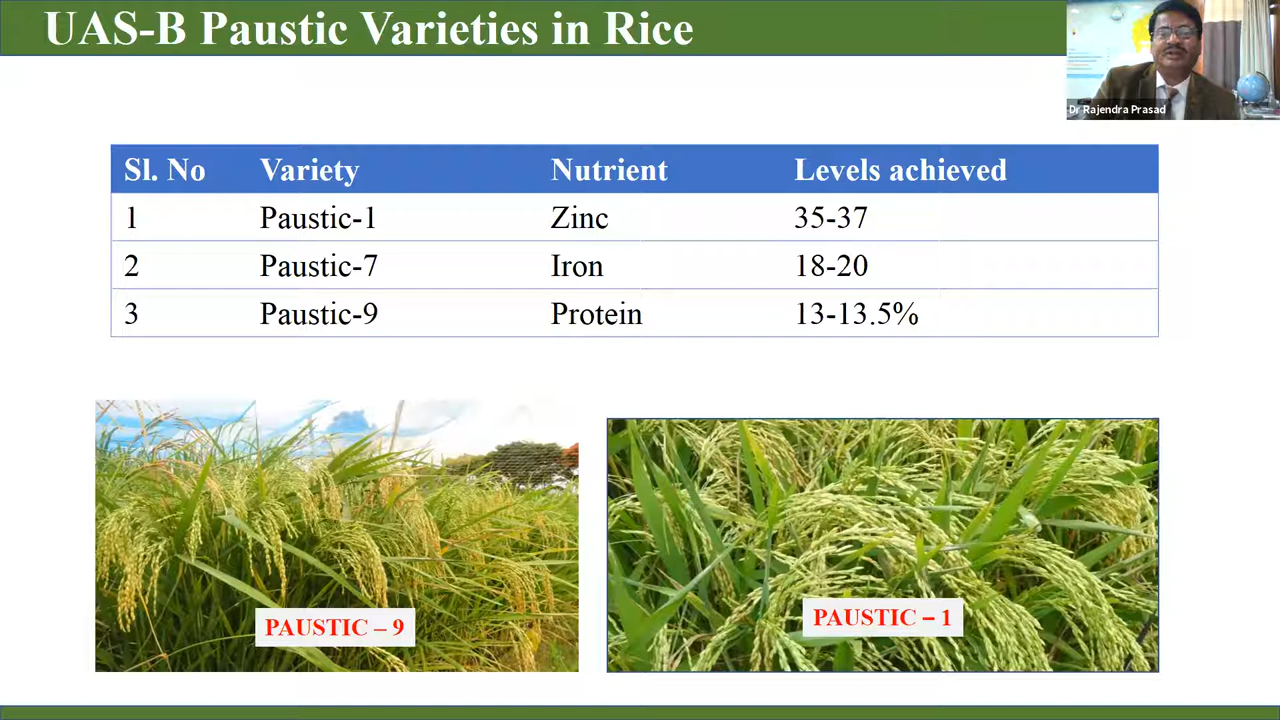 UAS-B Paustic Varieties in Rice
Dr Rajendra Prasad
Sl. No Variety Nutrient Levels achieved
1 Paustic-1 Zinc 35-37
2 Paustic-7 Iron 18-20
3 Paustic-9 Protein 13-13.5%
PAUSTIC – 9
PAUSTIC – 1